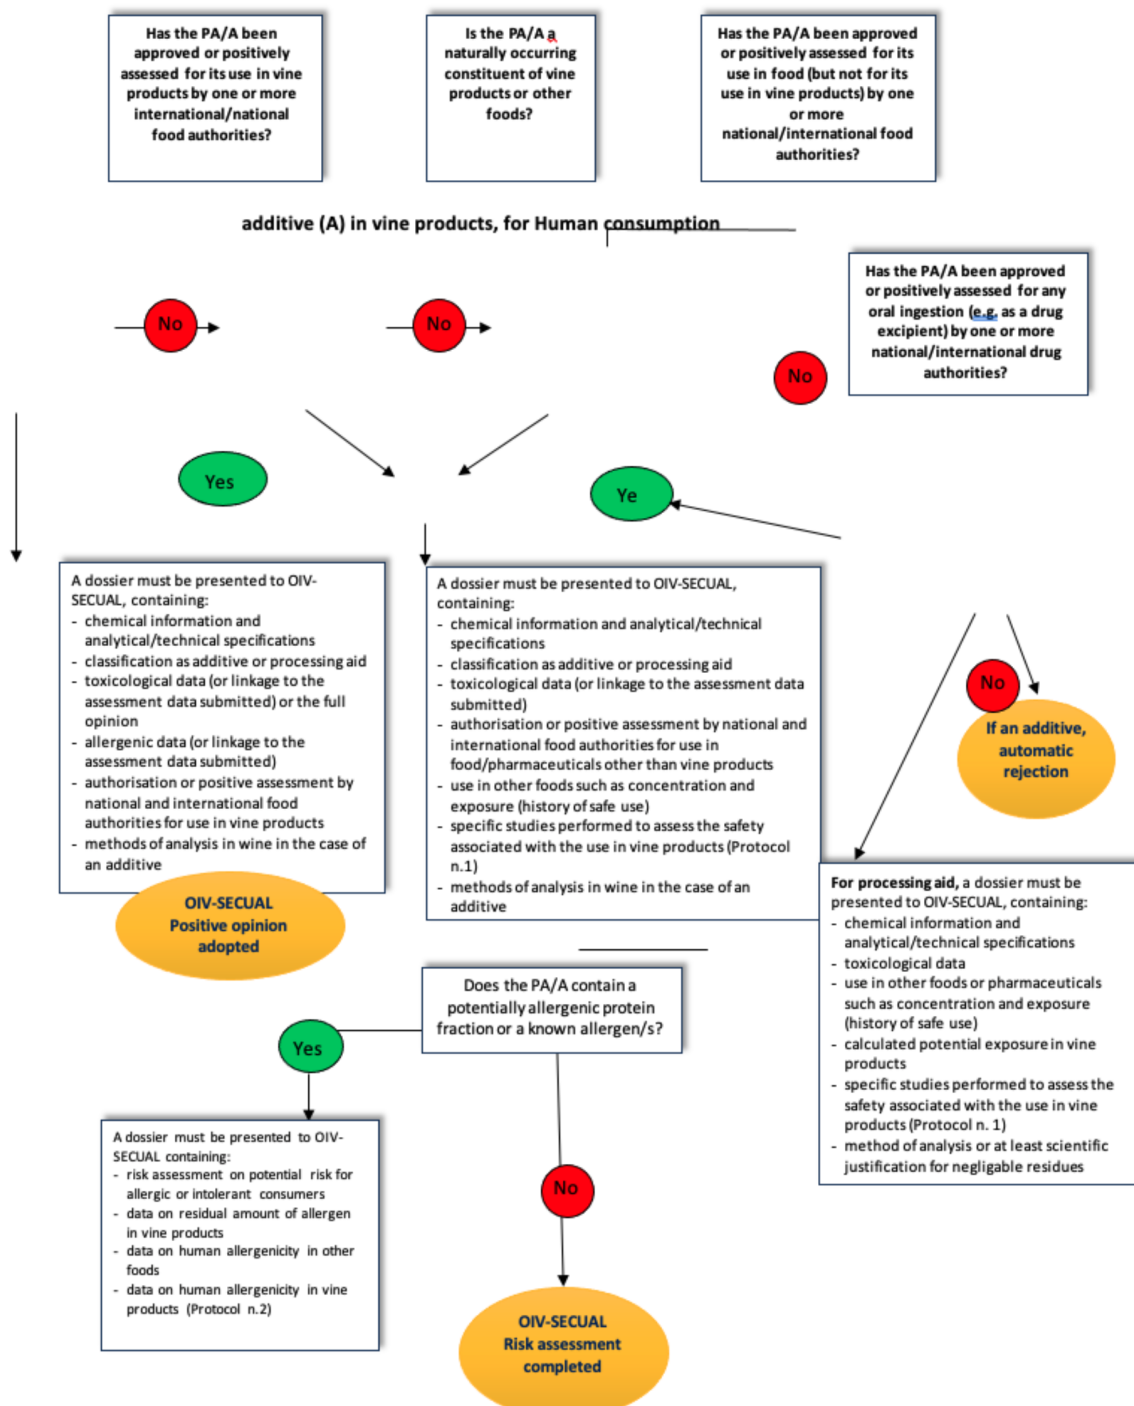 Has the PA/A been
approved or positively
assessed for its use in vine
products by one or more
international/national
food authorities?
Is the PA/A a
naturally occurring
constituent of vine
products or other
foods?
Has the PA/A been approved
or positively assessed for its
use in food (but not for its
use in vine products) by one
or more
national/international food
authorities?
additive (A) in vine products, for Human consumption
Has the PA/A been approved
or positively assessed for any
oral ingestion (e.g. as a drug
excipient) by one or more
national/international drug
authorities?
No
No
No
Yes
Ye
A dossier must be presented to OIV-
SECUAL, containing:
- chemical information and
analytical/technical specifications
- classification as additive or processing aid
- toxicological data (or linkage to the
assessment data submitted) or the full
opinion
- allergenic data (or linkage to the
assessment data submitted)
- authorisation or positive assessment by
national and international food
authorities for use in vine products
- methods of analysis in wine in the case of
an additive
OIV-SECUAL
Positive opinion
adopted
A dossier must be presented to OIV-SECUAL,
containing:
- chemical information and analytical/technical
specifications
- classification as additive or processing aid
- toxicological data (or linkage to the assessment data
submitted)
- authorisation or positive assessment by national and
international food authorities for use in
food/pharmaceuticals other than vine products
- use in other foods such as concentration and
exposure (history of safe use)
- specific studies performed to assess the safety
associated with the use in vine products (Protocol
n.1)
- methods of analysis in wine in the case of an
additive
No
If an additive,
automatic
rejection
For processing aid, a dossier must be
presented to OIV-SECUAL, containing:
- chemical information and
analytical/technical specifications
- toxicological data
- use in other foods or pharmaceuticals
such as concentration and exposure
(history of safe use)
- calculated potential exposure in vine
products
- specific studies performed to assess the
safety associated with the use in vine
products (Protocol n. 1)
- method of analysis or at least scientific
justification for negligable residues
Does the PA/A contain a
potentially allergenic protein
fraction or a known allergen/s?
Yes
A dossier must be presented to OIV-
SECUAL containing:
- risk assessment on potential risk for
allergic or intolerant consumers
- data on residual amount of allergen
in vine products
- data on human allergenicity in other
foods
- data on human allergenicity in vine
products (Protocol n.2)
No
OIV-SECUAL
Risk assessment
completed